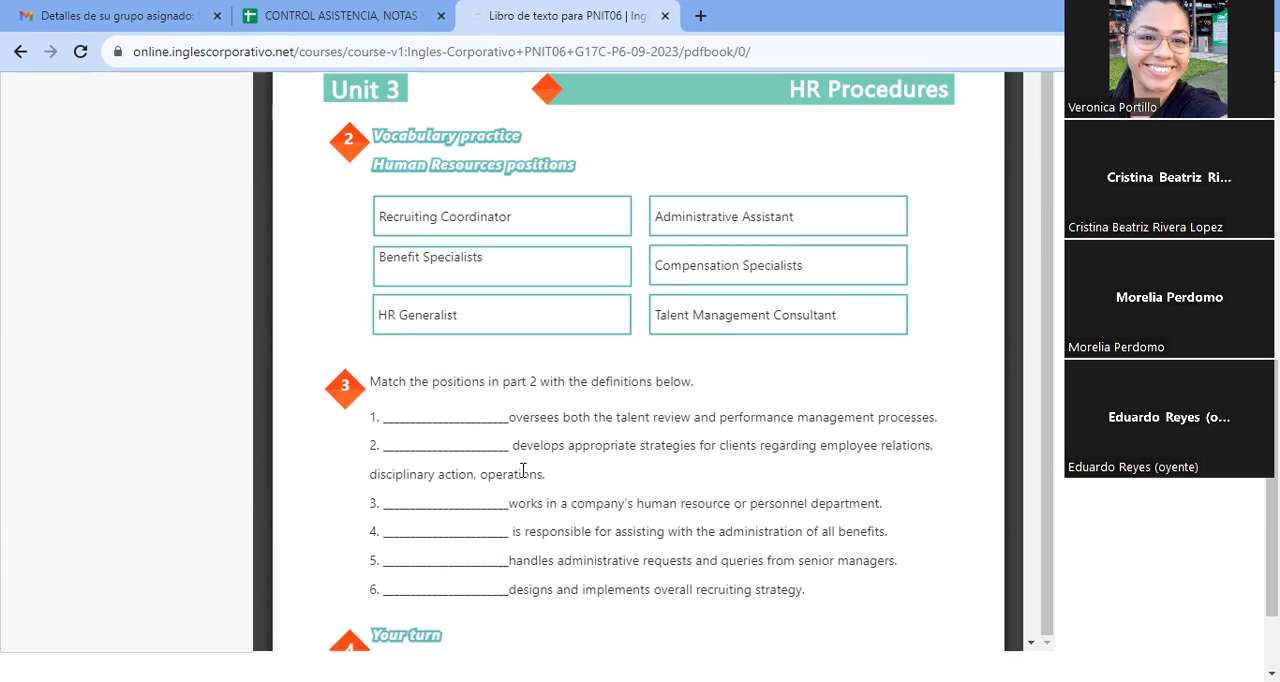 Detalles de su grupo asignado:
CONTROL ASISTENCIA, NOTAS Y
Libro de texto para PNIT06 | Ing
online.inglescorporativo.net/courses/course-v1:Ingles-Corporativo+PNIT06+G17C-P6-09-2023/pdfbook/0/
Unit 3
HR Procedures
2
Vocabulary practice
Human Resources positions
Recruiting Coordinator
Administrative Assistant
Benefit Specialists
Compensation Specialists
HR Generalist
Talent Management Consultant
3
Match the positions in part 2 with the definitions below.
1. ____________________oversees both the talent review and performance management processes.
2. ____________________ develops appropriate strategies for clients regarding employee relations,
disciplinary action, operations.
3. ____________________works in a company's human resource or personnel department.
4. ____________________ is responsible for assisting with the administration of all benefits.
5. ____________________handles administrative requests and queries from senior managers.
6. ____________________designs and implements overall recruiting strategy.
4
Your turn
Veronica Portillo
Cristina Beatriz Ri...
Cristina Beatriz Rivera Lopez
Morelia Perdomo
Morelia Perdomo
Eduardo Reyes (o...
Eduardo Reyes (oyente)